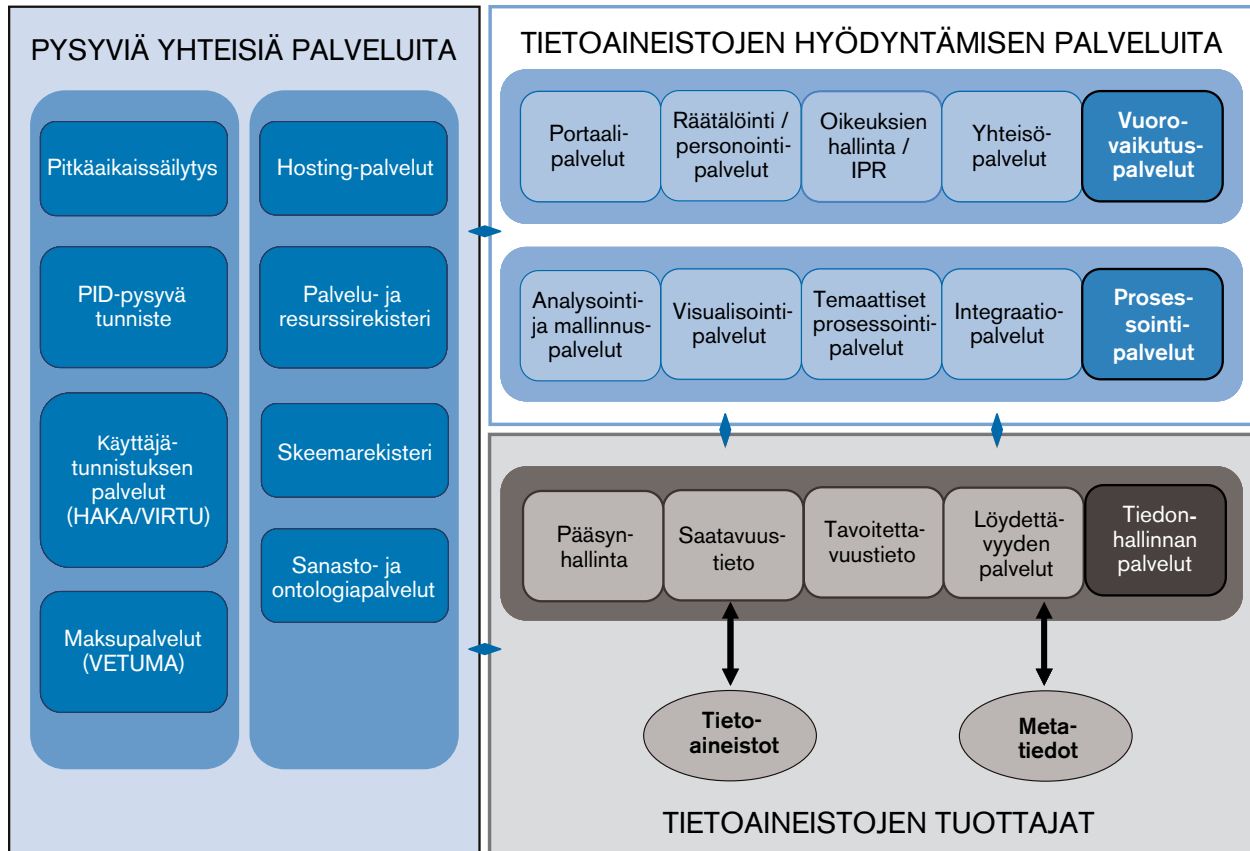 PYSYVIÄ YHTEISIÄ PALVELUITA
Pitkäaikaissäilytys
PID-pysyvä
tunniste
Käyttäjä-
tunnistuksen
palvelut
(HAKA/VIRTU)
Maksupalvelut
(VETUMA)
Hosting-palvelut
Palvelu- ja
resurssirekisteri
Skeemarekisteri
Sanasto- ja
ontologiapalvelut
TIETOAINEISTOJEN HYÖDYNTÄMISEN PALVELUITA
Portaali-
palvelut
Räätälöinti /
personointi-
palvelut
Oikeuksien
hallinta /
IPR
Yhteisö-
palvelut
Vuoro-
vaikutus-
palvelut
Analysointi-
ja mallinnus-
palvelut
Visualisointi-
palvelut
Temaattiset
prosessointi-
palvelut
Integraatio-
palvelut
Proses-
sointi-
palvelut
Pääsyn-
hallinta
Saatavuus-
tieto
Tavoitetta-
vuustieto
Löydettä-
vyyden
palvelut
Tiedon-
hallinnan
palvelut
Tieto-
aineistot
Meta-
tiedot
TIETOAINEISTOJEN TUOTTAJAT